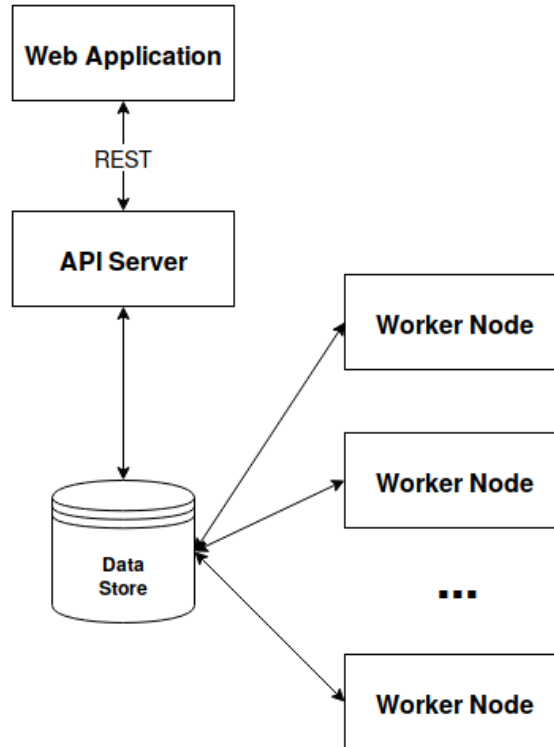 Web Application
REST
API Server
Worker Node
Worker Node
Data
Store
...
Worker Node